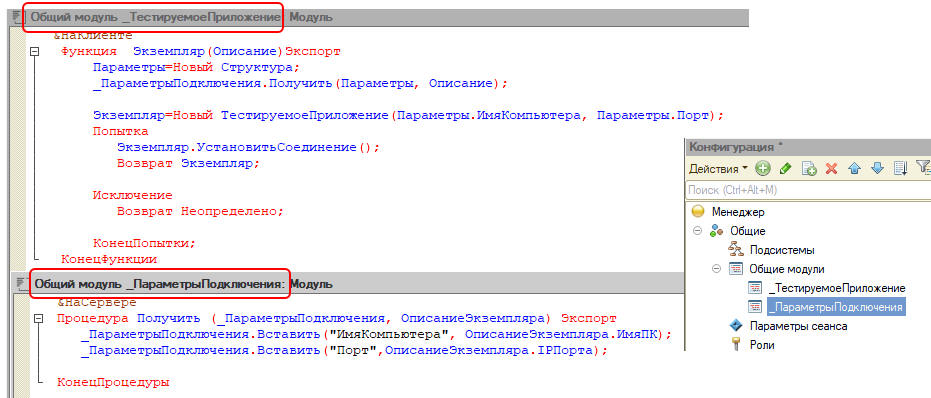 Общий модуль _ТестируемоеПриложение: Модуль
&НаКлиенте
Функция Экземпляр(Описание)Экспорт
Параметры=Новый Структура;
_ПараметрыПодключения.Получить(Параметры, Описание);
Экземпляр=Новый ТестируемоеПриложение(Параметры.ИмяКомпьютера, Параметры.Порт);
Попытка
Экземпляр.УстановитьСоединение();
Возврат Экземпляр;
Исключение
Возврат Неопределено;
КонецПопытки;
КонецФункции
Общий модуль _ПараметрыПодключения: Модуль
&НаСервере
Процедура Получить (_ПараметрыПодключения, ОписаниеЭкземпляра) Экспорт
_ПараметрыПодключения.Вставить("ИмяКомпьютера", ОписаниеЭкземпляра.ИмяПК);
_ПараметрыПодключения.Вставить("Порт",ОписаниеЭкземпляра.IPПорта);
КонецПроцедуры
Конфигурация *
Действия
Поиск (Ctrl+Alt+M)
Менеджер
Общие
Подсистемы
Общие модули
_ТестируемоеПриложение
_ПараметрыПодключения
Параметры сеанса
Роли